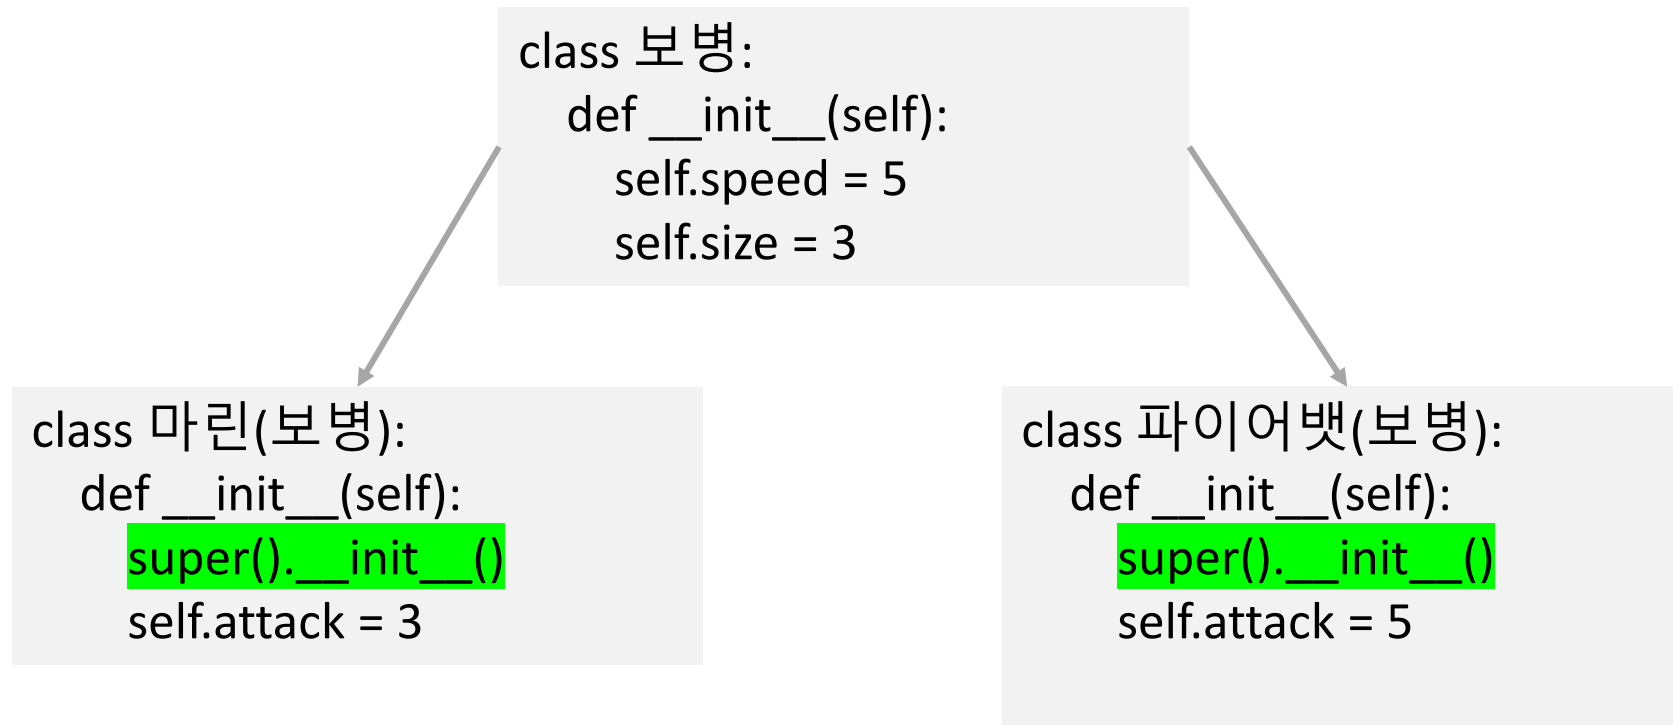 class 보병:
def __init__(self):
self.speed = 5
self.size = 3
class 마린(보병):
def __init__(self):
super().__init__()
self.attack = 3
class 파이어뱃(보병):
def __init__(self):
super().__init__()
self.attack = 5